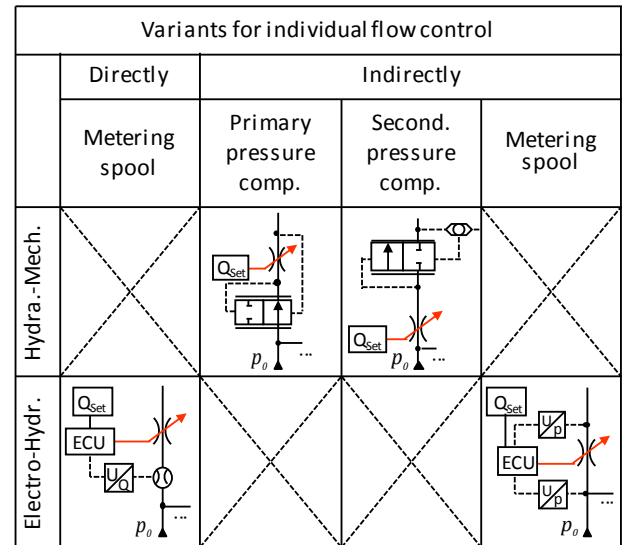 Variants for individual flow control
Directly
Indirectly
Metering
spool
Primary
pressure
comp.
Second.
pressure
comp.
Metering
spool
Hydra.-Mech.
QSet
p0
...
QSet
p0
...
Electro-Hydr.
QSet
ECU
U
Q
p0
...
QSet
ECU
U
p
U
p
p0
...